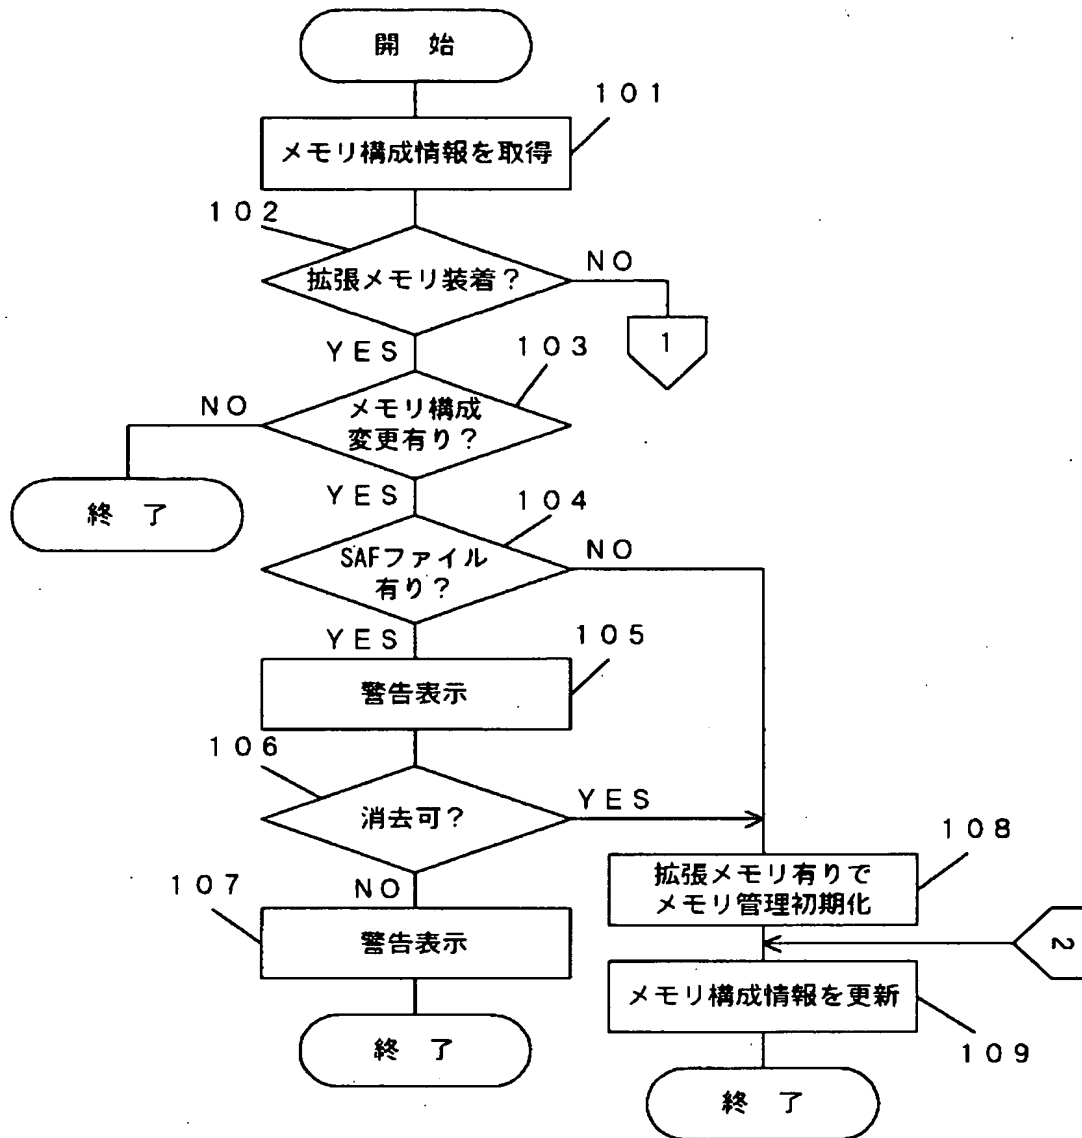 開 始
101
メモリ構成情報を取得
102
拡張メモリ装着?
NO
1
YES
103
メモリ構成
変更有り?
NO
終 了
YES
104
SAFファイル
有り?
NO
YES
105
警告表示
106
消去可?
YES
108
拡張メモリ有りで
メモリ管理初期化
107
NO
警告表示
2
メモリ構成情報を更新
109
終 了
終 了